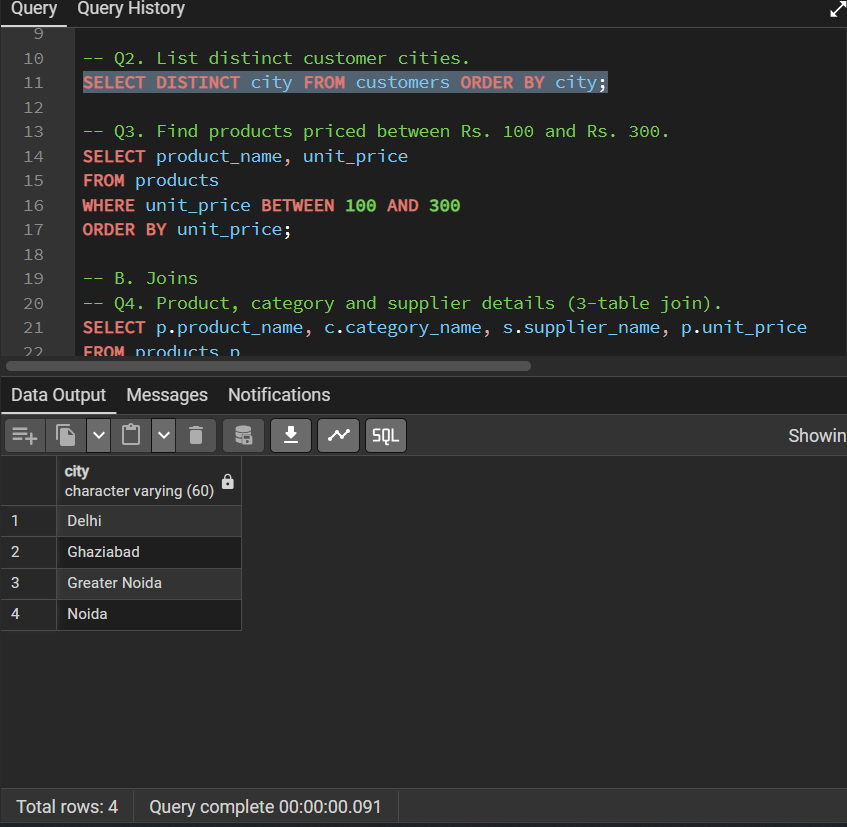 Query Query History
9
10 -- Q2. List distinct customer cities.
11 SELECT DISTINCT city FROM customers ORDER BY city;
12
13 -- Q3. Find products priced between Rs. 100 and Rs. 300.
14 SELECT product_name, unit_price
15 FROM products
16 WHERE unit_price BETWEEN 100 AND 300
17 ORDER BY unit_price;
18
19 -- B. Joins
20 -- Q4. Product, category and supplier details (3-table join).
21 SELECT p.product_name, c.category_name, s.supplier_name, p.unit_price
22 FROM products p
Data Output Messages Notifications
SQL Showin
city
character varying (60)
1 Delhi
2 Ghaziabad
3 Greater Noida
4 Noida
Total rows: 4 Query complete 00:00:00.091